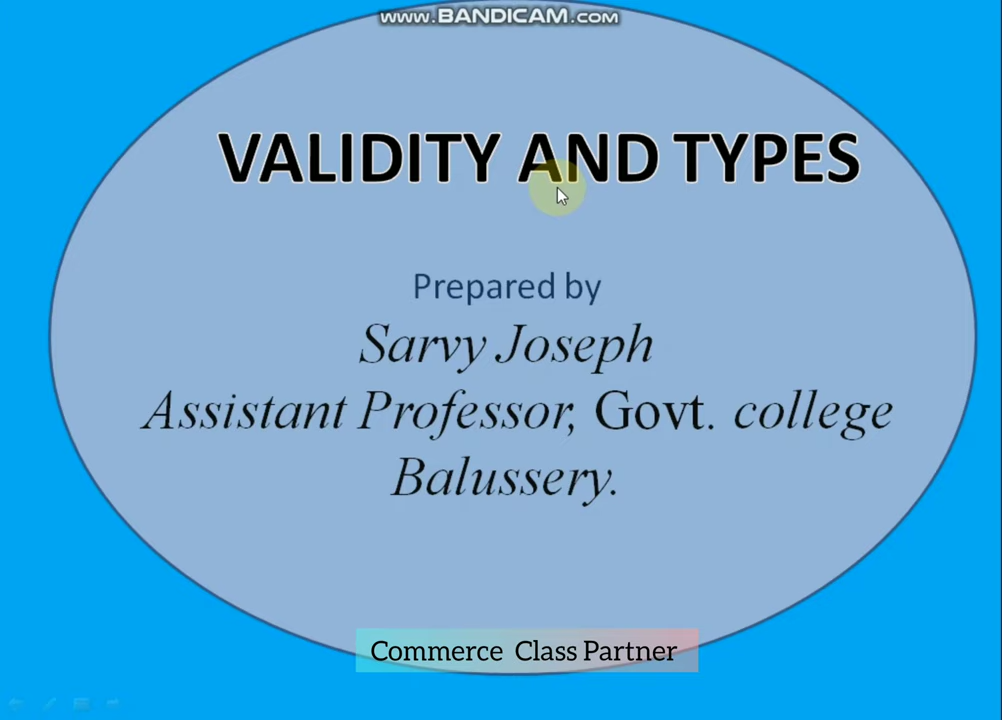 WWW.BANDICAM.COM
VALIDITY AND TYPES
Prepared by
Sarvy Joseph
Assistant Professor, Govt. college
Balussery.
Commerce Class Partner